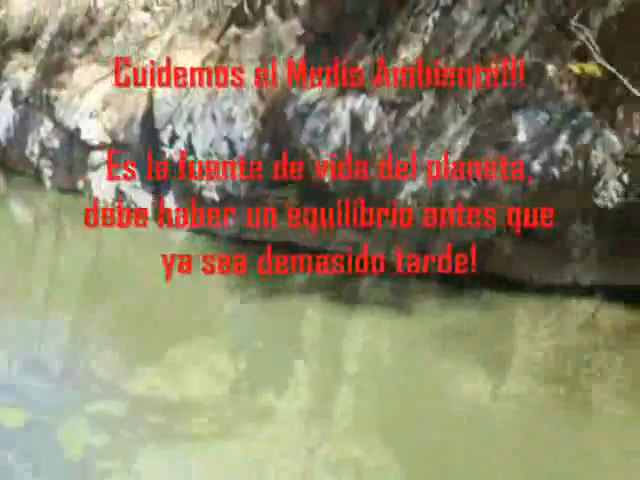 Cuidemos el Medio Ambiente!!!
Es la fuente de vida del planeta,
debe haber un equilibrio antes que
ya sea demasido tarde!